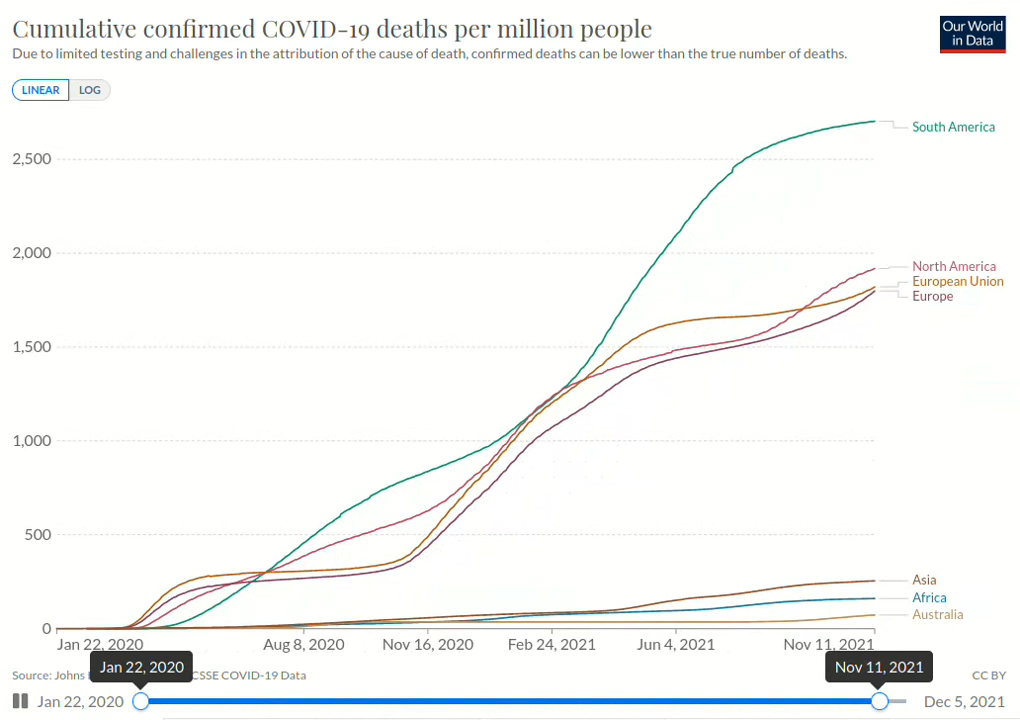 Cumulative confirmed COVID-19 deaths per million people
Our World
in Data
Due to limited testing and challenges in the attribution of the cause of death, confirmed deaths can be lower than the true number of deaths.
LINEAR LOG
South America
2,500
2,000
North America
European Union
Europe
1,500
1,000
500
Asia
Africa
Australia
0
Jan 22, 2020 Aug 8, 2020 Nov 16, 2020 Feb 24, 2021 Jun 4, 2021 Nov 11, 2021
Jan 22, 2020 Nov 11, 2021
Source: Johns CSSE COVID-19 Data CC BY
Jan 22, 2020 Dec 5, 2021